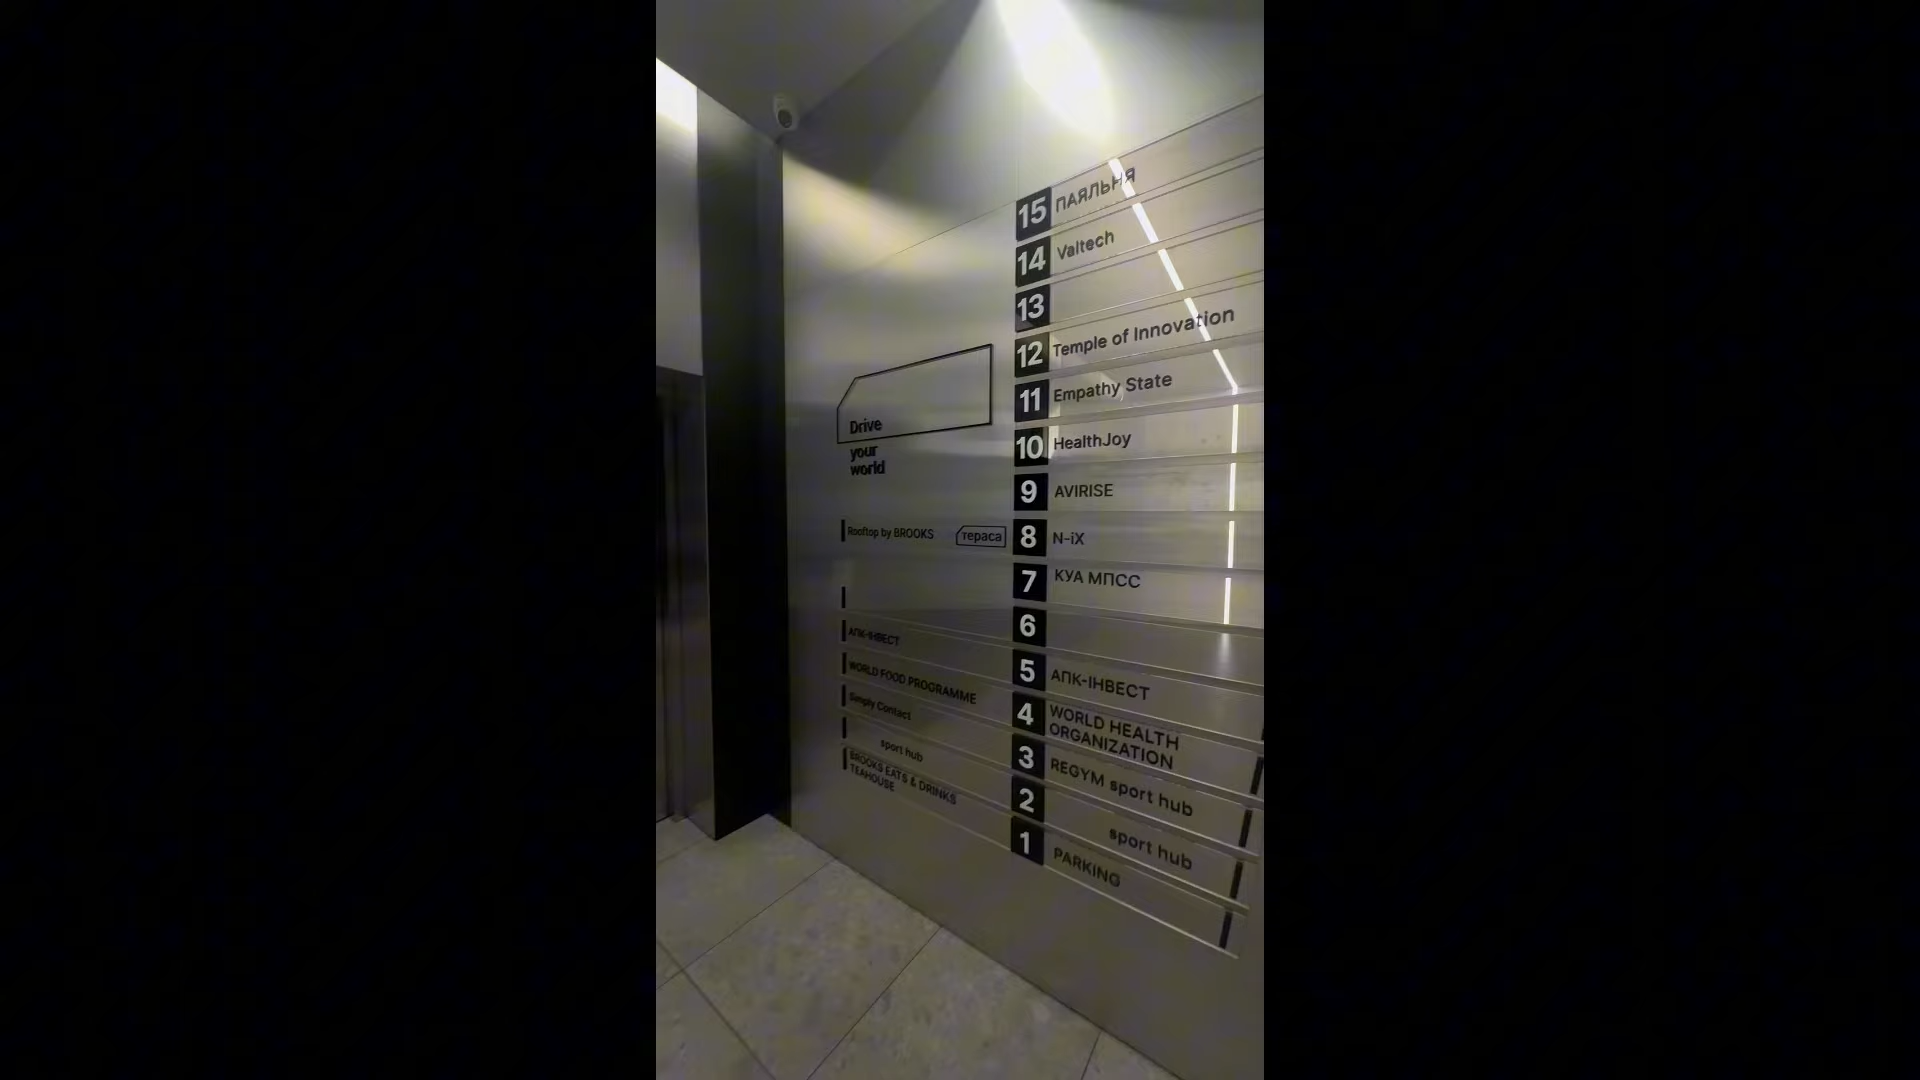 Drive
your
world
Rooftop by BROOKS
тераса
АПК-ІНВЕСТ
WORLD FOOD PROGRAMME
Simply Contact
sport hub
BROOKS EATS & DRINKS
TEAHOUSE
15 ПАЯЛЬНЯ
14 Valtech
13
12 Temple of Innovation
11 Empathy State
10 HealthJoy
9 AVIRISE
8 N-iX
7 КУА МПСС
6
5 АПК-ІНВЕСТ
4 WORLD HEALTH
ORGANIZATION
3 REGYM sport hub
2 sport hub
1 PARKING